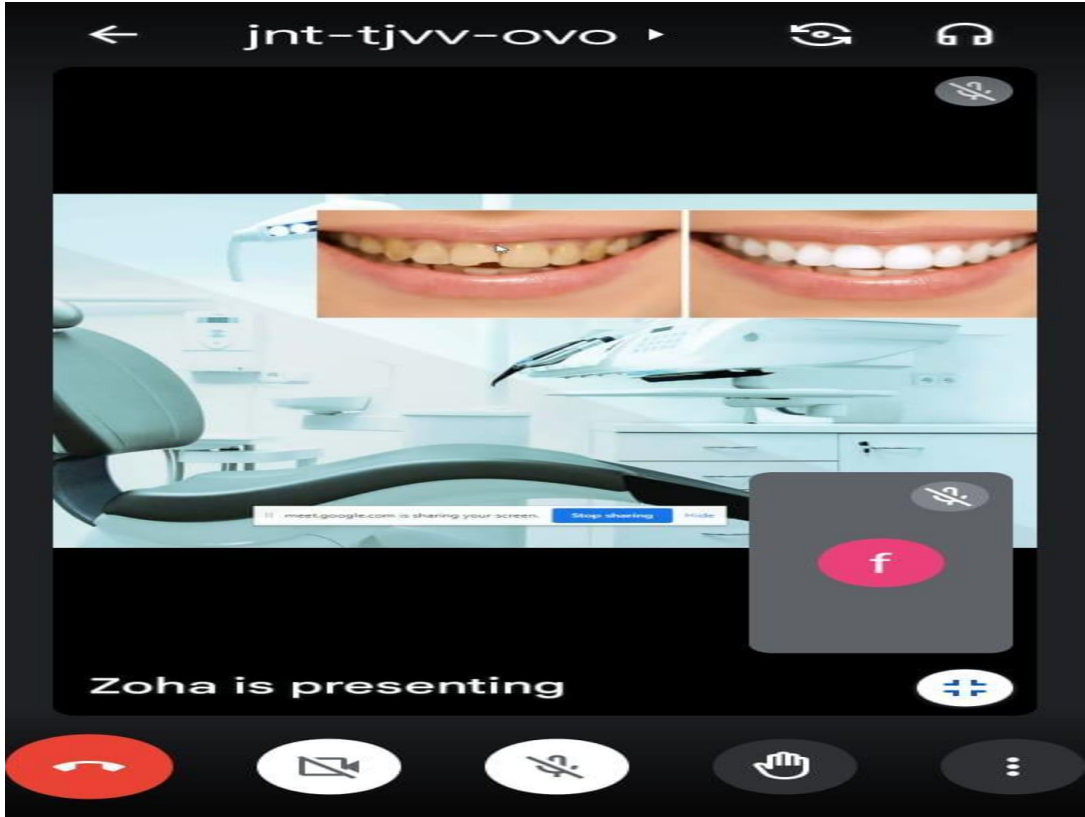 jnt-tjvv-ovo
meet.google.com is sharing your screen. Stop sharing Hide
f
Zoha is presenting